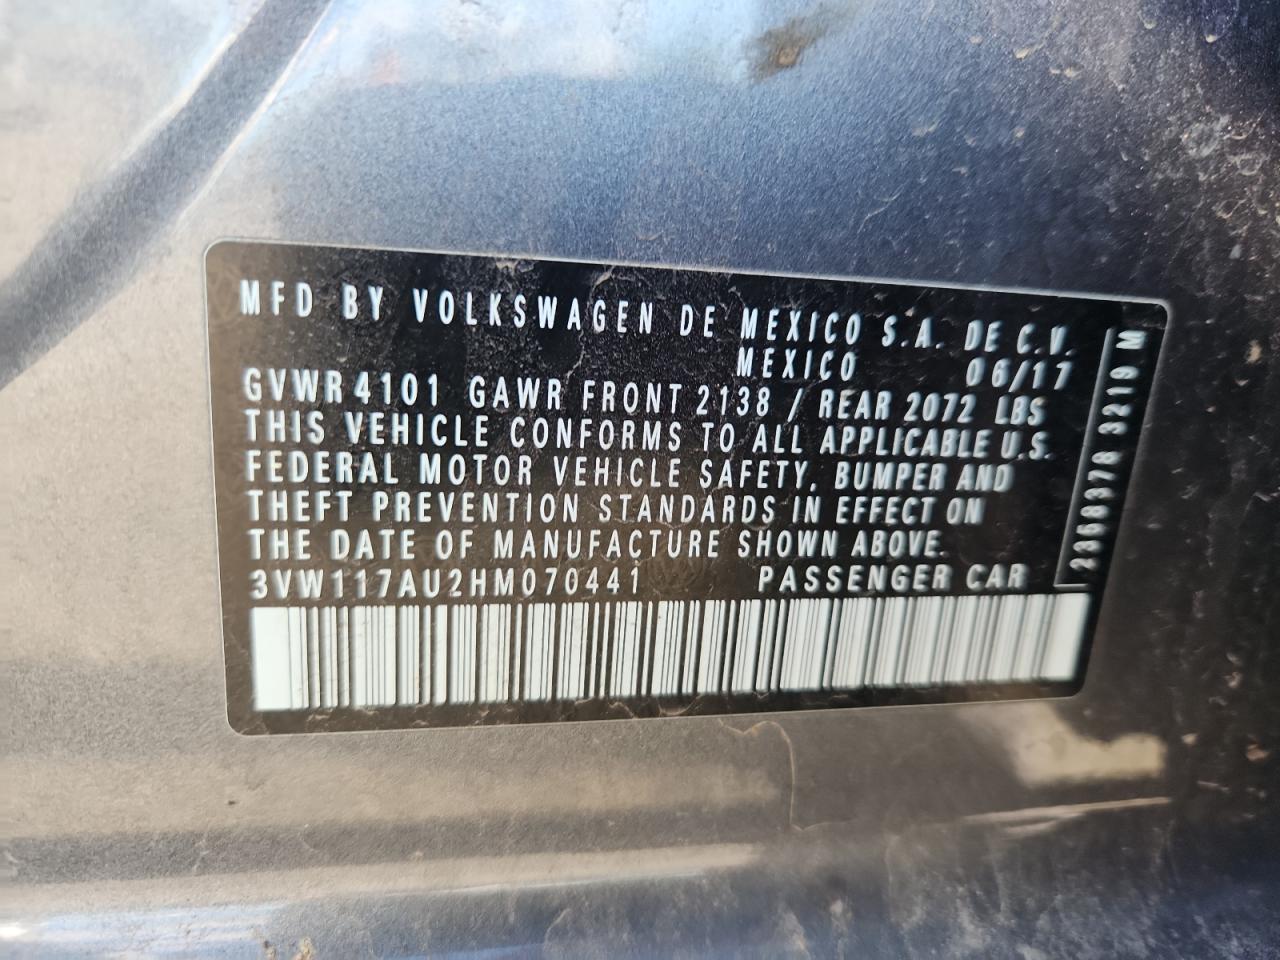 MFD BY VOLKSWAGEN DE MEXICO S.A. DE C.V.
MEXICO 06/17
GVWR 4101 GAWR FRONT 2138 / REAR 2072 LBS
THIS VEHICLE CONFORMS TO ALL APPLICABLE U.S.
FEDERAL MOTOR VEHICLE SAFETY, BUMPER AND
THEFT PREVENTION STANDARDS IN EFFECT ON
THE DATE OF MANUFACTURE SHOWN ABOVE.
3VW117AU2HM070441 PASSENGER CAR
2368378 3219 M